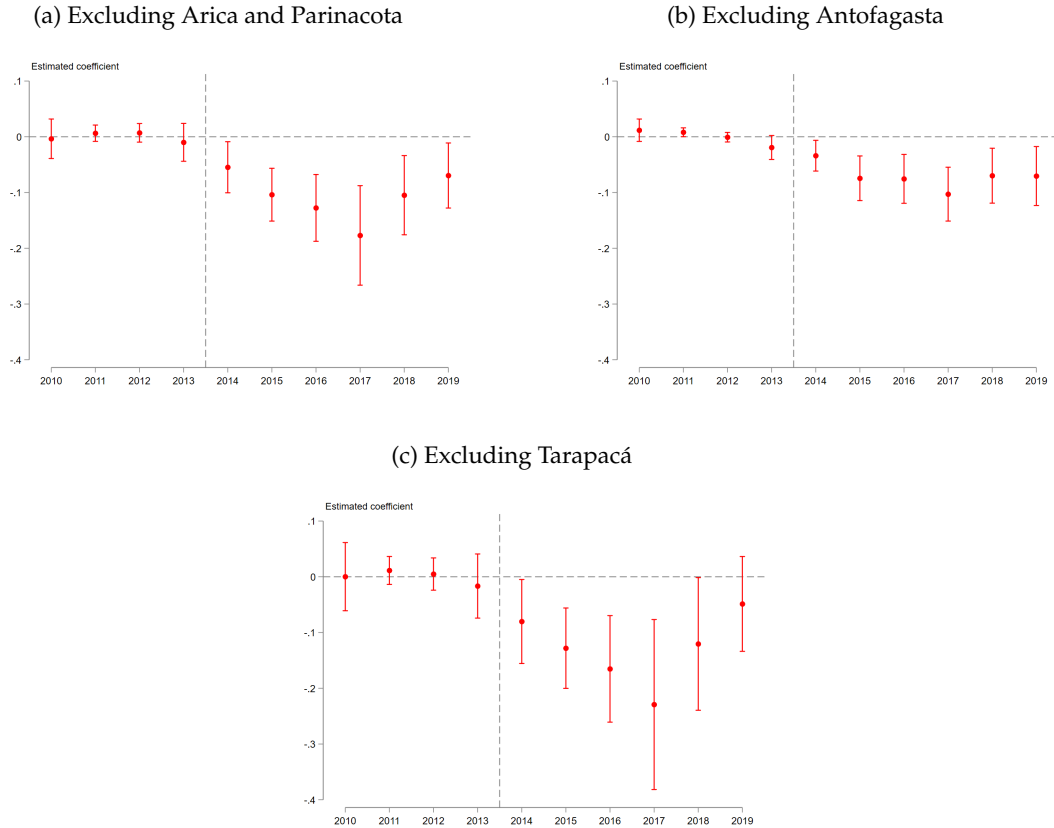 (a) Excluding Arica and Parinacota
Estimated coefficient
.1
0
-.1
-.2
-.3
-.4
2010 2011 2012 2013 2014 2015 2016 2017 2018 2019
(b) Excluding Antofagasta
Estimated coefficient
.1
0
-.1
-.2
-.3
-.4
2010 2011 2012 2013 2014 2015 2016 2017 2018 2019
(c) Excluding Tarapacá
Estimated coefficient
.1
0
-.1
-.2
-.3
-.4
2010 2011 2012 2013 2014 2015 2016 2017 2018 2019